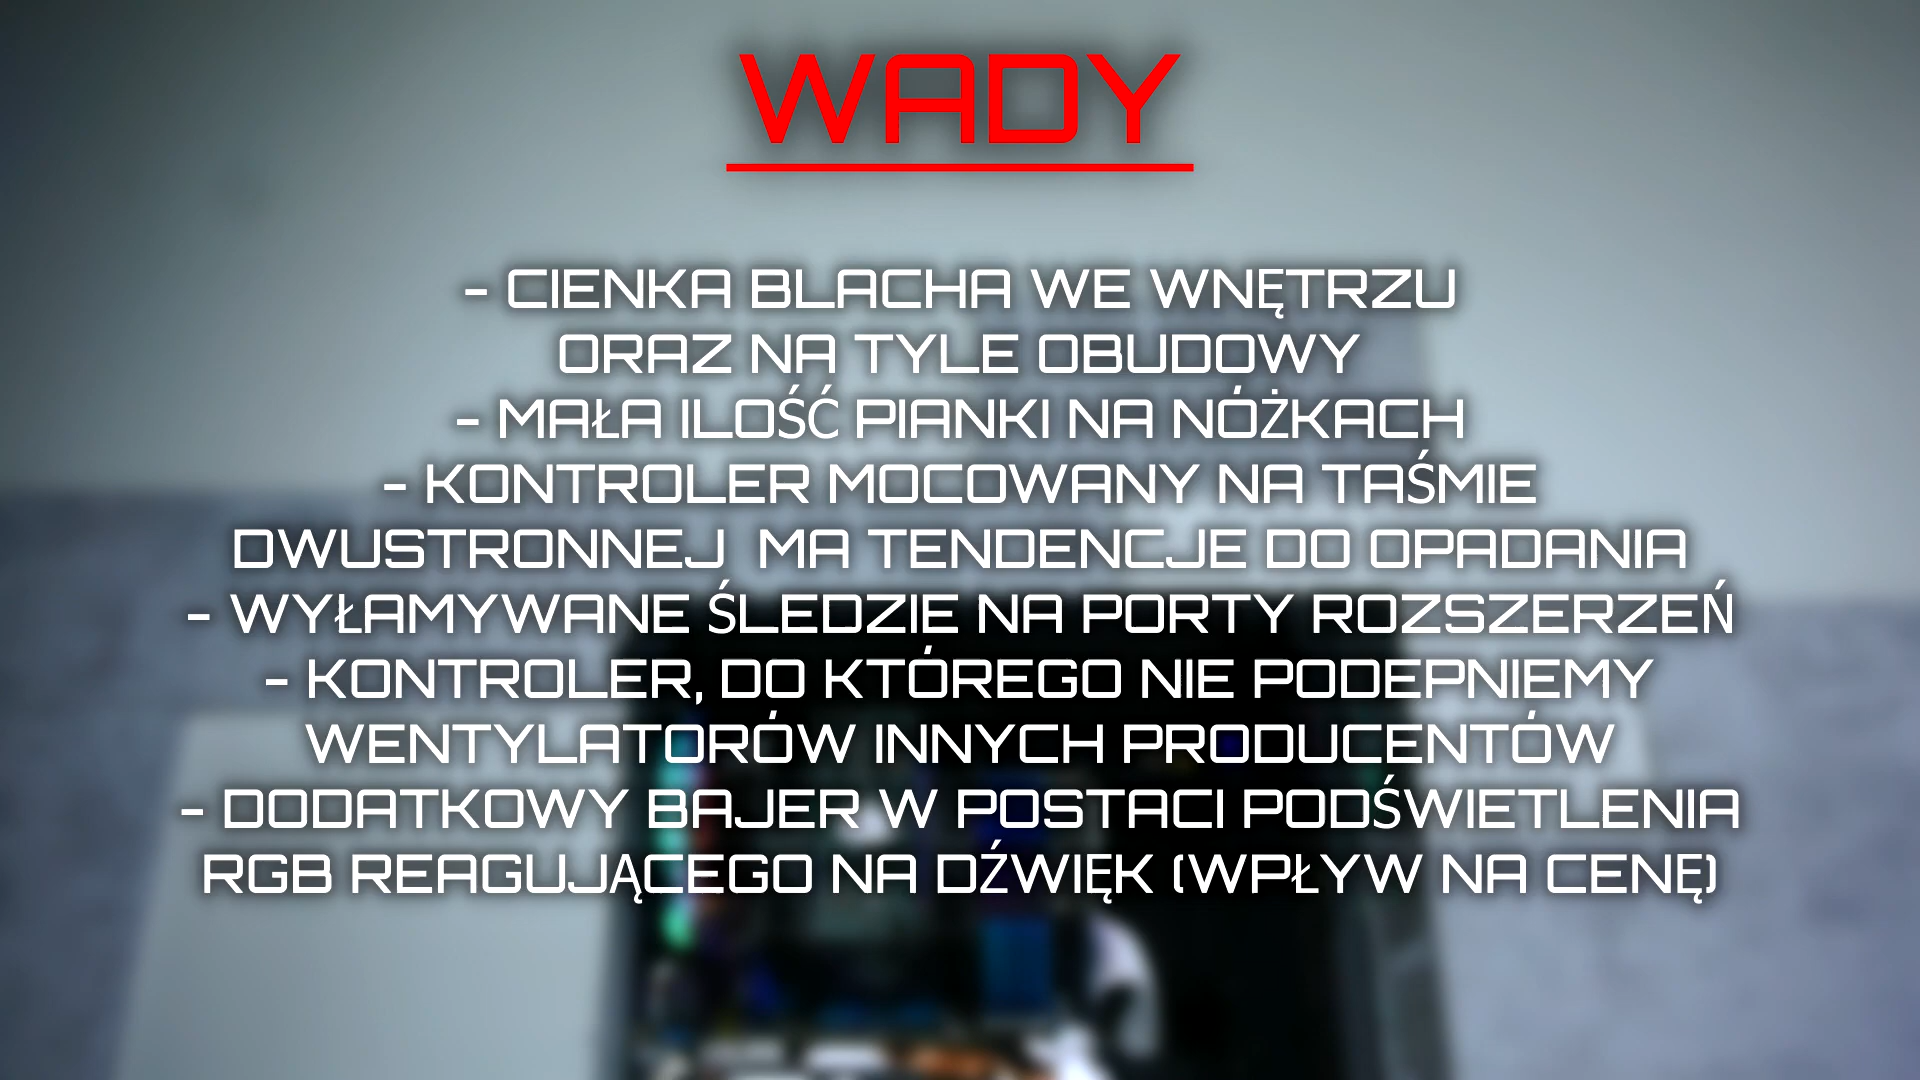 WADY
- CIENKA BLACHA WE WNĘTRZU
ORAZ NA TYLE OBUDOWY
- MAŁA ILOŚĆ PIANKI NA NÓŻKACH
- KONTROLER MOCOWANY NA TAŚMIE
DWUSTRONNEJ  MA TENDENCJE DO OPADANIA
- WYŁAMYWANE ŚLEDZIE NA PORTY ROZSZERZEŃ
- KONTROLER, DO KTÓREGO NIE PODEPNIEMY
WENTYLATORÓW INNYCH PRODUCENTÓW
- DODATKOWY BAJER W POSTACI PODŚWIETLENIA
RGB REAGUJĄCEGO NA DŹWIĘK (WPŁYW NA CENĘ)